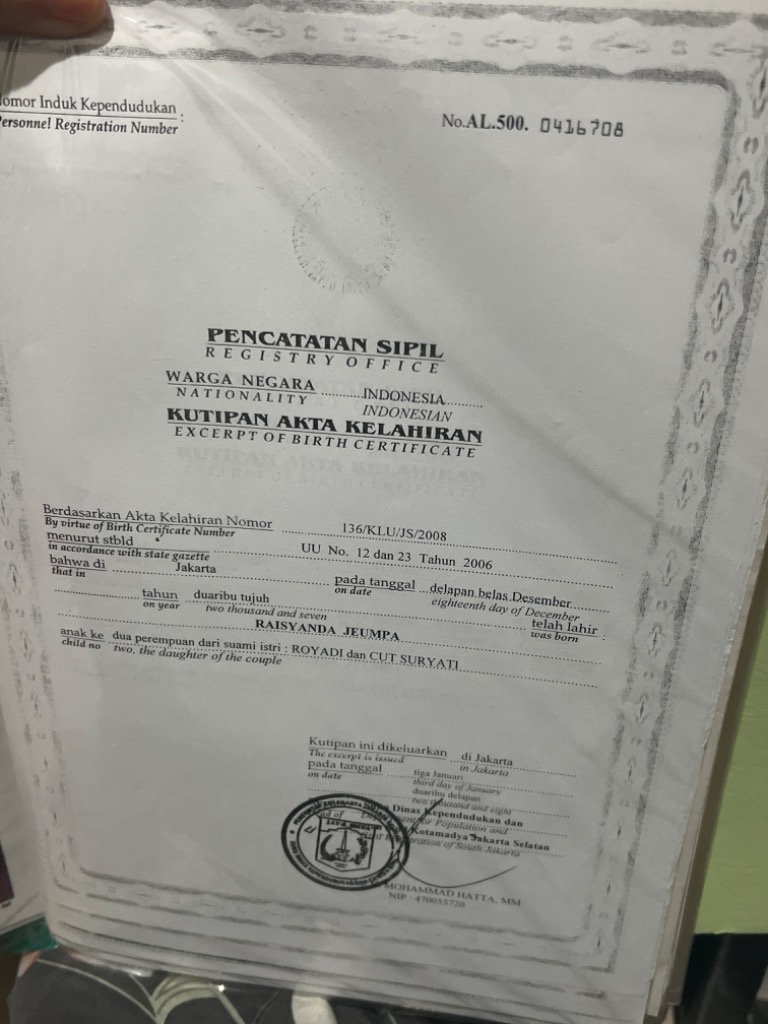 omor Induk Kependudukan :
ersonnel Registration Number
No.AL.500. 0416708
PENCATATAN SIPIL
REGISTRY OFFICE
WARGA NEGARA ............ INDONESIA ............
NATIONALITY INDONESIAN
KUTIPAN AKTA KELAHIRAN
EXCERPT OF BIRTH CERTIFICATE
Berdasarkan Akta Kelahiran Nomor 136/KLU/JS/2008
By virtue of Birth Certificate Number
menurut stbld UU No. 12 dan 23 Tahun 2006
in accordance with state gazette
bahwa di Jakarta pada tanggal delapan belas Desember
that in on date eighteenth day of December
tahun duaribu tujuh telah lahir :
on year two thousand and seven was born
RAISYANDA JEUMPA
anak ke dua perempuan dari suami istri : ROYADI dan CUT SURYATI
child no two, the daughter of the couple
Kutipan ini dikeluarkan di Jakarta
The excerpt is issued in Jakarta
pada tanggal tiga Januari
on date third day of January
duaribu delapan
two thousand and eight
Dinas Kependudukan dan
for Population and
Kotamadya Jakarta Selatan
of South Jakarta
MOHAMMAD HATTA, MM
NIP : 470055720